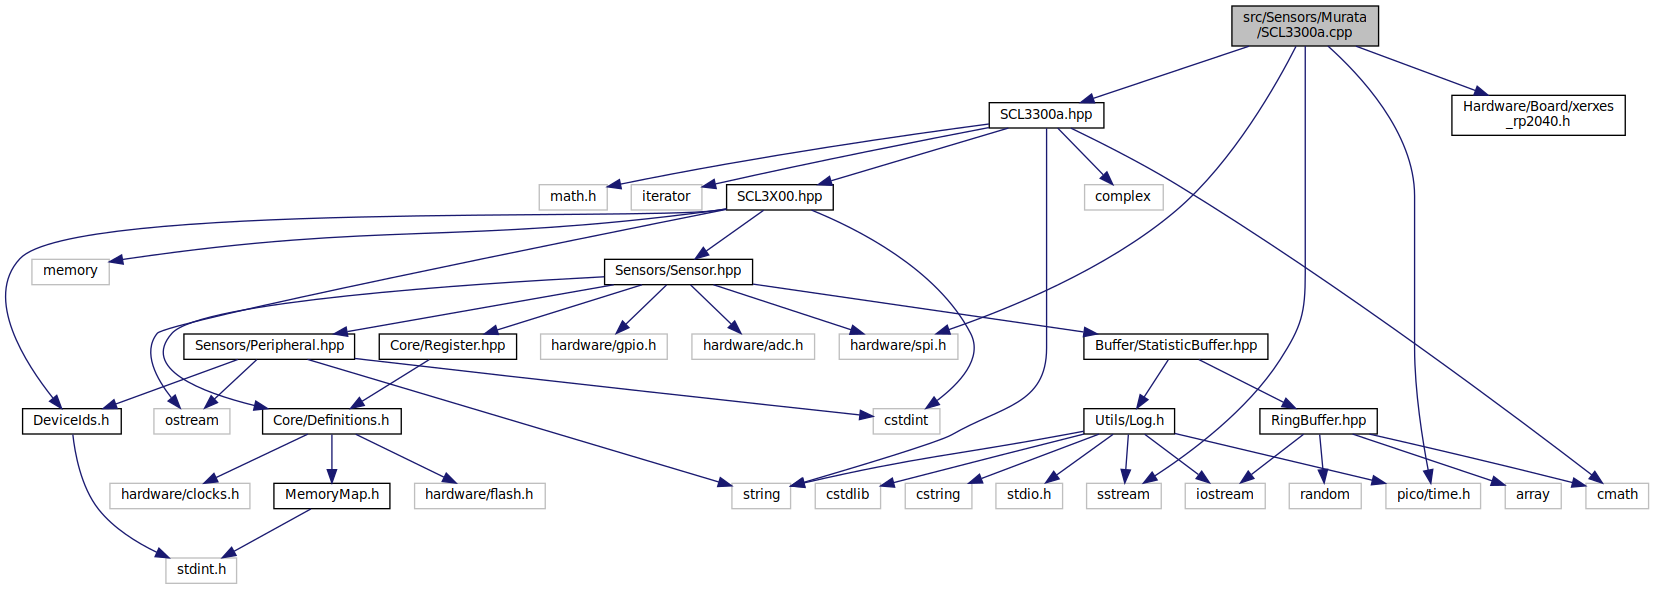 src/Sensors/Murata
/SCL3300a.cpp
SCL3300a.hpp
Hardware/Board/xerxes
_rp2040.h
math.h
iterator
SCL3X00.hpp
complex
memory
Sensors/Sensor.hpp
Sensors/Peripheral.hpp
Core/Register.hpp
hardware/gpio.h
hardware/adc.h
hardware/spi.h
Buffer/StatisticBuffer.hpp
DeviceIds.h
ostream
Core/Definitions.h
cstdint
Utils/Log.h
RingBuffer.hpp
hardware/clocks.h
MemoryMap.h
hardware/flash.h
string
cstdlib
cstring
stdio.h
sstream
iostream
random
pico/time.h
array
cmath
stdint.h